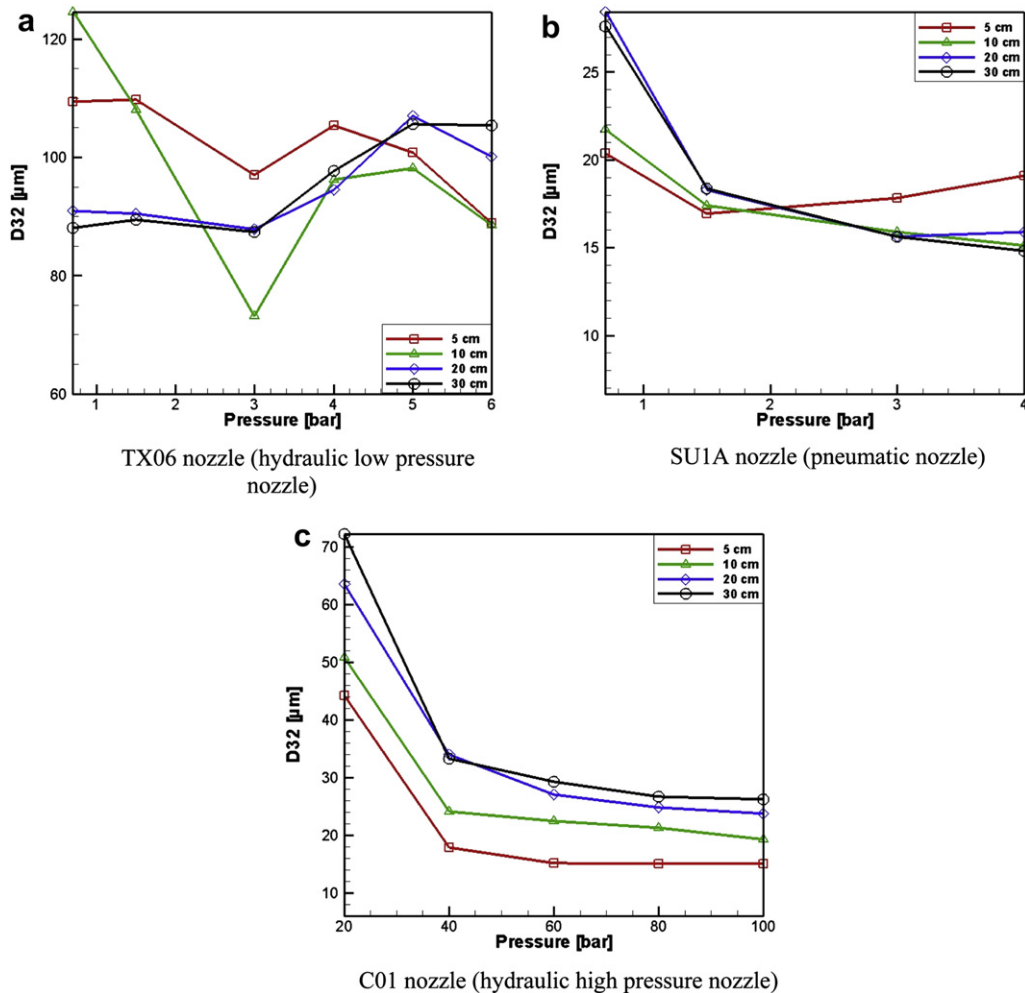 a
120
100
80
60
D32 [µm]
5 cm
10 cm
20 cm
30 cm
1 2 3 4 5 6
Pressure [bar]
TX06 nozzle (hydraulic low pressure
nozzle)
b
25
20
15
10
D32 [µm]
5 cm
10 cm
20 cm
30 cm
1 2 3 4
Pressure [bar]
SU1A nozzle (pneumatic nozzle)
c
70
60
50
40
30
20
10
D32 [µm]
5 cm
10 cm
20 cm
30 cm
20 40 60 80 100
Pressure [bar]
C01 nozzle (hydraulic high pressure nozzle)